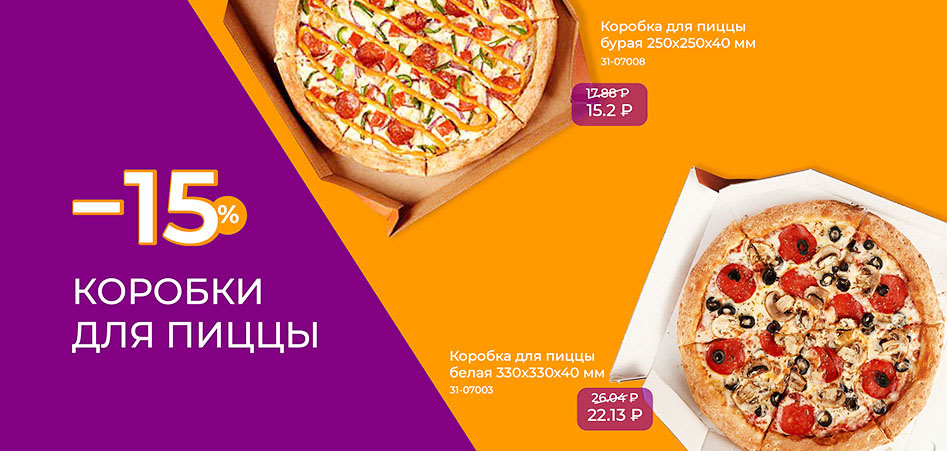 Коробка для пиццы
бурая 250х250х40 мм
31-07008
17.88 ₽
15.2 ₽
–15%
КОРОБКИ
ДЛЯ ПИЦЦЫ
Коробка для пиццы
белая 330х330х40 мм
31-07003
26.04 ₽
22.13 ₽